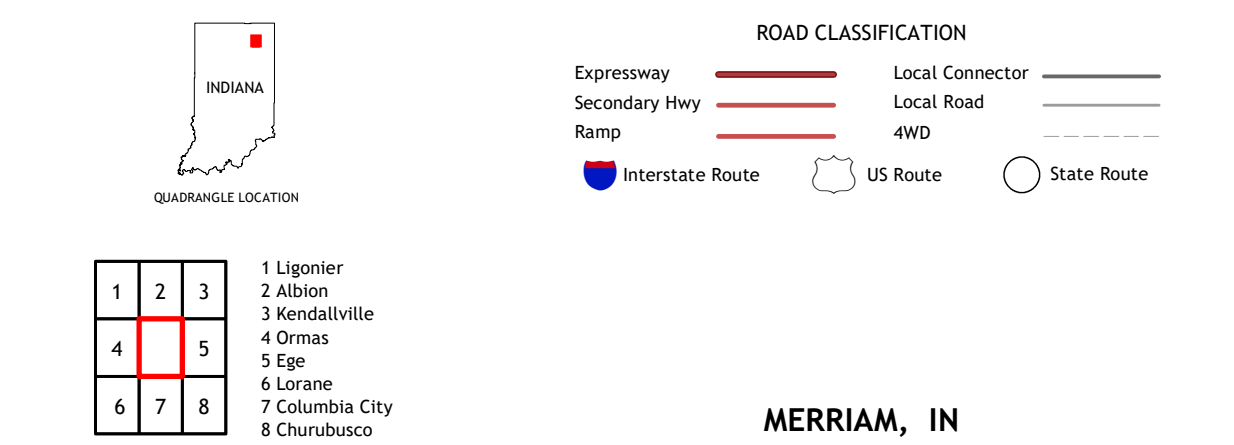 INDIANA
QUADRANGLE LOCATION
ROAD CLASSIFICATION
Expressway
Local Connector
Secondary Hwy
Local Road
Ramp
4WD
Interstate Route
US Route
State Route
1 2 3
4 5
6 7 8
1 Ligonier
2 Albion
3 Kendallville
4 Ormas
5 Ege
6 Lorane
7 Columbia City
8 Churubusco
MERRIAM, IN